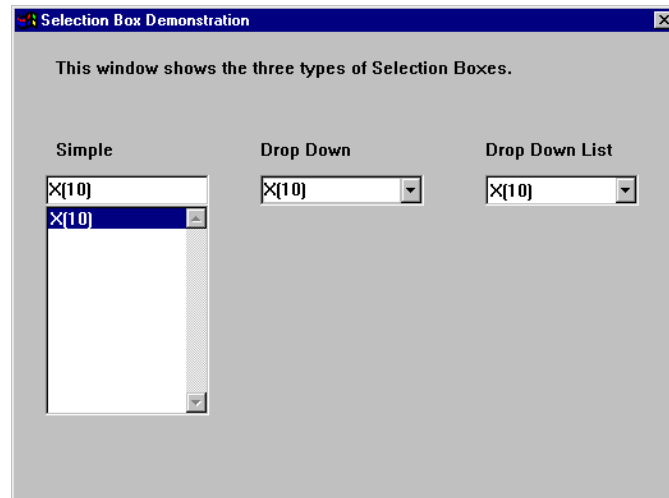 Selection Box Demonstration
This window shows the three types of Selection Boxes.
Simple Drop Down Drop Down List
X(10) X(10) X(10)
X(10)